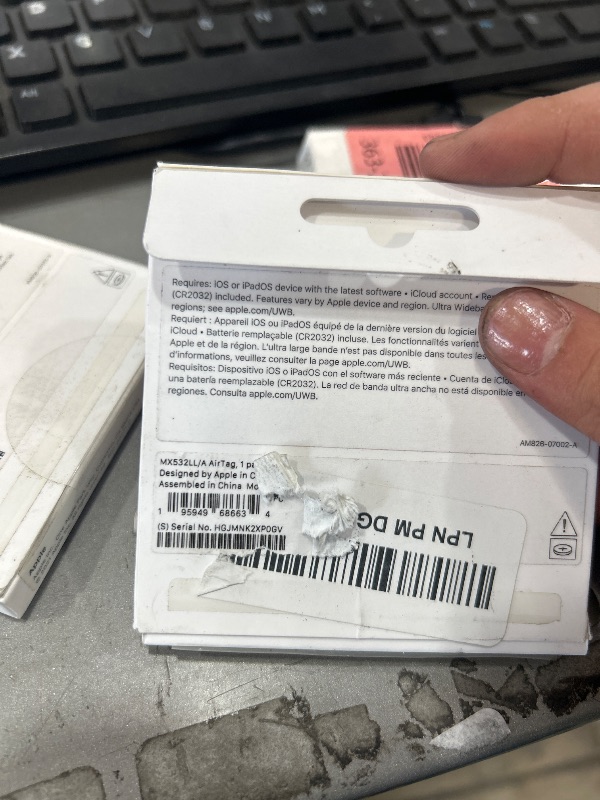 363-
Requires: iOS or iPadOS device with the latest software • iCloud account •
(CR2032) included. Features vary by Apple device and region. Ultra
regions; see apple.com/UWB.
Requiert : Appareil iOS ou iPadOS équipé de la dernière version du logiciel
iCloud • Batterie remplaçable (CR2032) incluse. Les fonctionnalités varient
Apple et de la région. L'ultra large bande n'est pas disponible dans toutes les
d'informations, veuillez consulter la page apple.com/UWB.
Requisitos: Dispositivo iOS o iPadOS con el software más reciente • Cuenta de
una batería reemplazable (CR2032). La red de banda ultra ancha no está disponible en
regiones. Consulta apple.com/UWB.
AM826-07002-A
MX532LL/A AirTag, 1
Designed by Apple in C
Assembled in China
1 95949 68663 4
(S) Serial No. HGJMNK2XP0GV
LPN PM DG
Apple